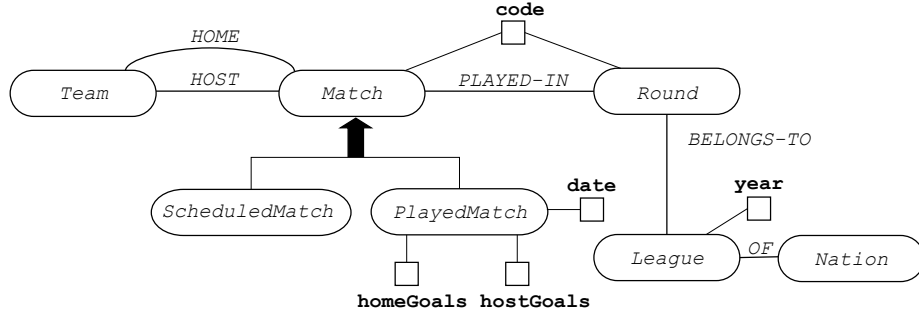 code
HOME
Team
HOST
Match
PLAYED-IN
Round
BELONGS-TO
ScheduledMatch
PlayedMatch
date
year
League
OF
Nation
homeGoals
hostGoals